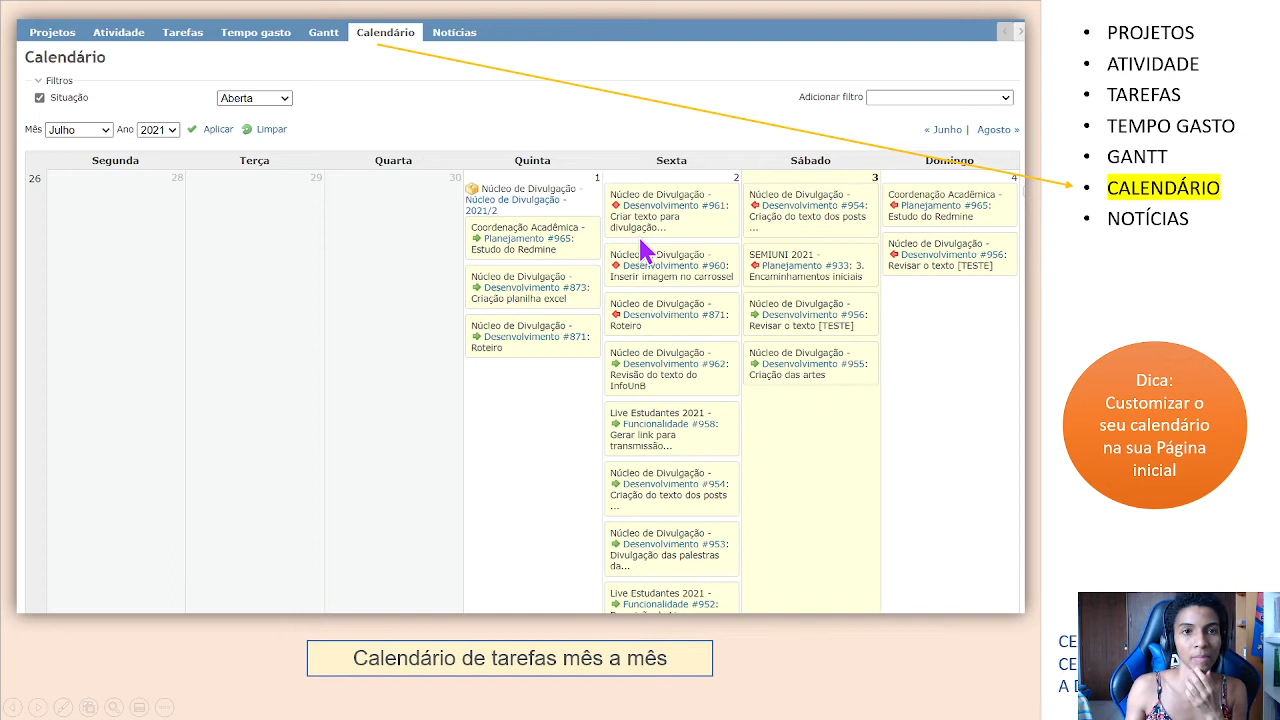 Projetos Atividade Tarefas Tempo gasto Gantt Calendário Notícias
Calendário
Filtros
Situação Aberta Adicionar filtro
Mês Julho Ano 2021 Aplicar Limpar « Junho | Agosto »
Segunda Terça Quarta Quinta Sexta Sábado Domingo
26 28 29 30 1 2 3 4
Núcleo de Divulgação -
Núcleo de Divulgação -
2021/2
Coordenação Acadêmica -
Planejamento #965:
Estudo do Redmine
Núcleo de Divulgação -
Desenvolvimento #873:
Criação planilha excel
Núcleo de Divulgação -
Desenvolvimento #871:
Roteiro
Núcleo de Divulgação -
Desenvolvimento #961:
Criar texto para
divulgação...
Núcleo de Divulgação -
Desenvolvimento #960:
Inserir imagem no carrossel
Núcleo de Divulgação -
Desenvolvimento #871:
Roteiro
Núcleo de Divulgação -
Desenvolvimento #962:
Revisão do texto do
InfoUnB
Live Estudantes 2021 -
Funcionalidade #958:
Gerar link para
transmissão...
Núcleo de Divulgação -
Desenvolvimento #954:
Criação do texto dos posts
...
Núcleo de Divulgação -
Desenvolvimento #953:
Divulgação das palestras
da...
Live Estudantes 2021 -
Funcionalidade #952:
Núcleo de Divulgação -
Desenvolvimento #954:
Criação do texto dos posts
...
SEMIUNI 2021 -
Planejamento #933: 3.
Encaminhamentos iniciais
Núcleo de Divulgação -
Desenvolvimento #956:
Revisar o texto [TESTE]
Núcleo de Divulgação -
Desenvolvimento #955:
Criação das artes
Coordenação Acadêmica -
Planejamento #965:
Estudo do Redmine
Núcleo de Divulgação -
Desenvolvimento #956:
Revisar o texto [TESTE]
Calendário de tarefas mês a mês
• PROJETOS
• ATIVIDADE
• TAREFAS
• TEMPO GASTO
• GANTT
• CALENDÁRIO
• NOTÍCIAS
Dica:
Customizar o
seu calendário
na sua Página
inicial
CE
CE
A